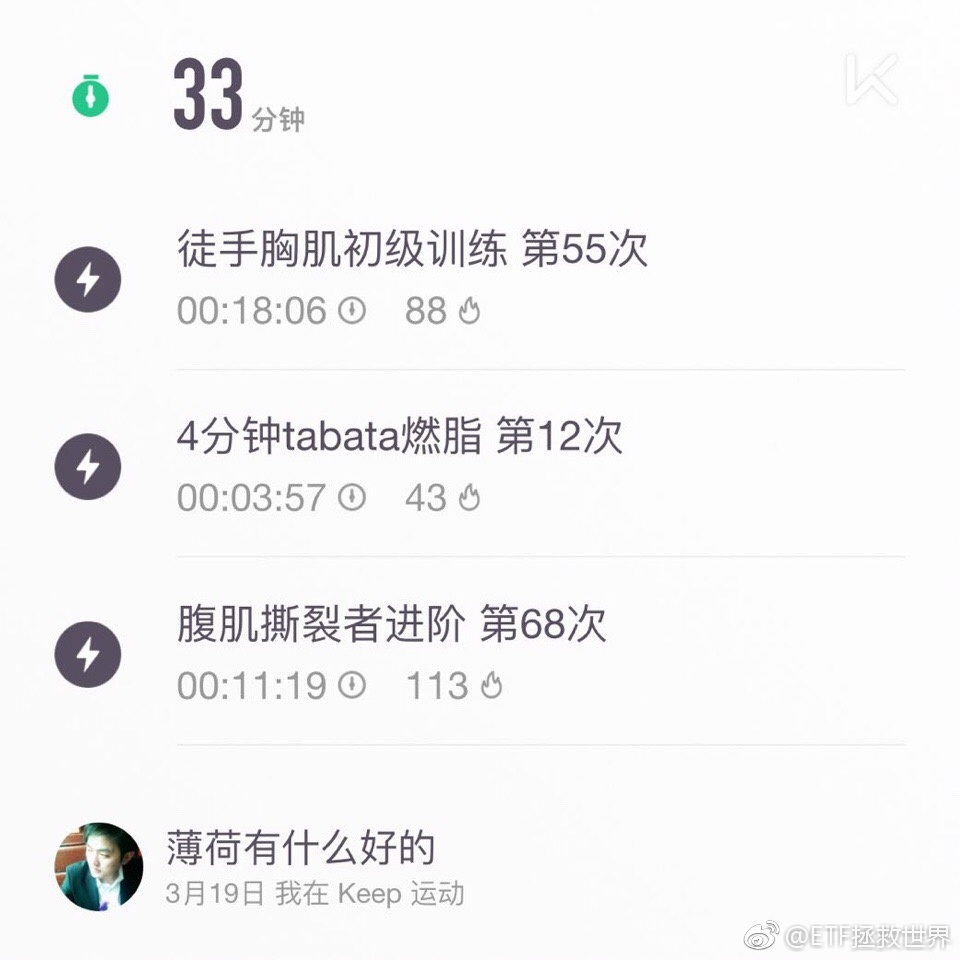 33 分钟
徒手胸肌初级训练 第55次
00:18:06 88
4分钟tabata燃脂 第12次
00:03:57 43
腹肌撕裂者进阶 第68次
00:11:19 113
薄荷有什么好的
3月19日 我在 Keep 运动
@ETF拯救世界